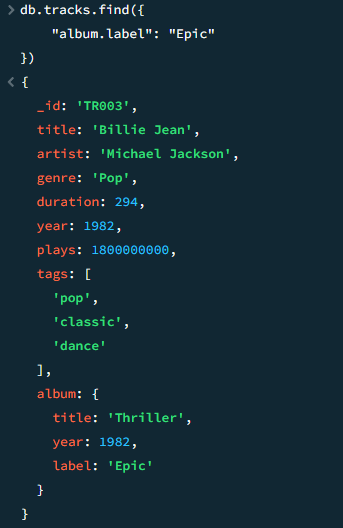 > db.tracks.find({
"album.label": "Epic"
})
< {
_id: 'TR003',
title: 'Billie Jean',
artist: 'Michael Jackson',
genre: 'Pop',
duration: 294,
year: 1982,
plays: 1800000000,
tags: [
'pop',
'classic',
'dance'
],
album: {
title: 'Thriller',
year: 1982,
label: 'Epic'
}
}